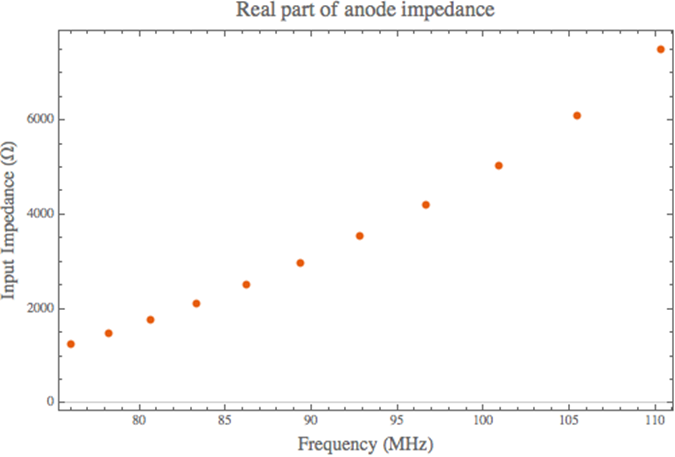 Real part of anode impedance
Input Impedance (Ω)
6000
4000
2000
0
80 85 90 95 100 105 110
Frequency (MHz)